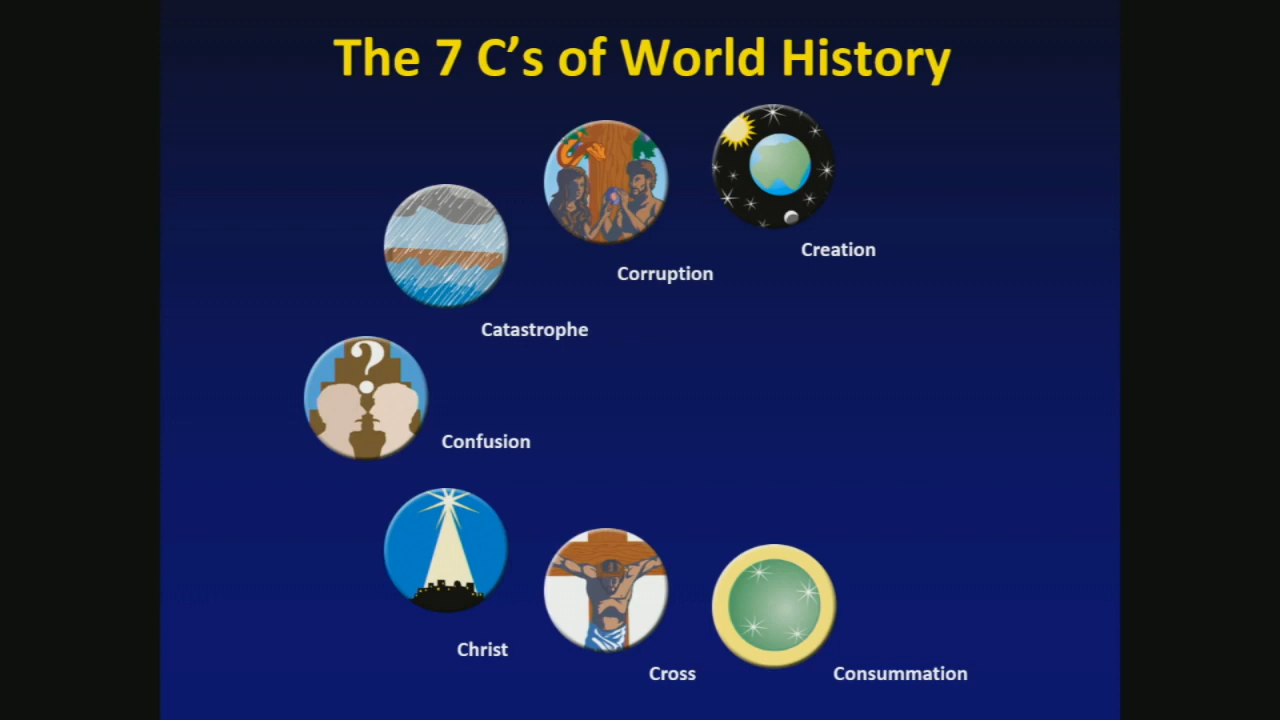 The 7 C's of World History
Creation
Corruption
Catastrophe
?
Confusion
Christ
Cross
Consummation